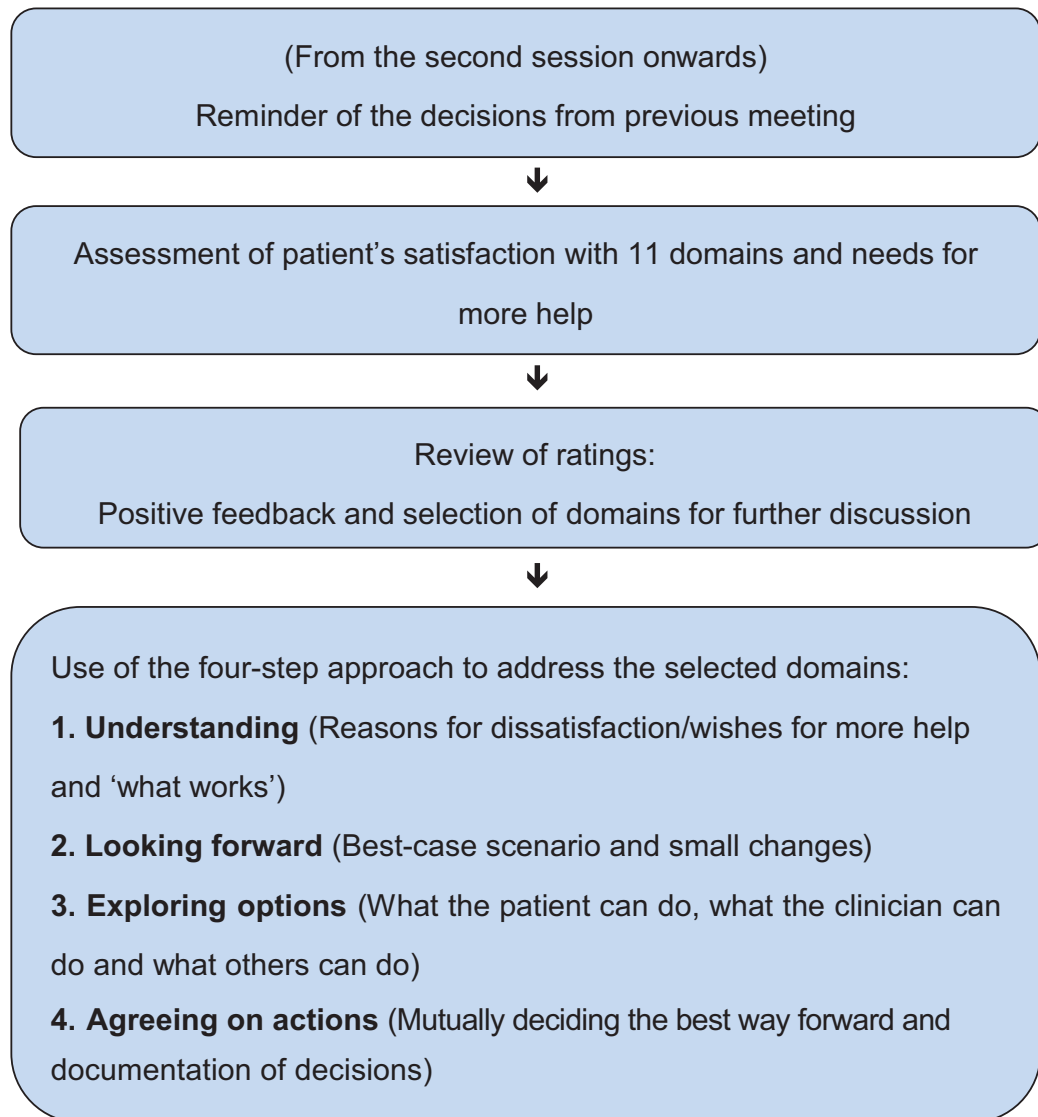 (From the second session onwards)
Reminder of the decisions from previous meeting
Assessment of patient’s satisfaction with 11 domains and needs for
more help
Review of ratings:
Positive feedback and selection of domains for further discussion
Use of the four-step approach to address the selected domains:
1. Understanding (Reasons for dissatisfaction/wishes for more help
and ‘what works’)
2. Looking forward (Best-case scenario and small changes)
3. Exploring options (What the patient can do, what the clinician can
do and what others can do)
4. Agreeing on actions (Mutually deciding the best way forward and
documentation of decisions)